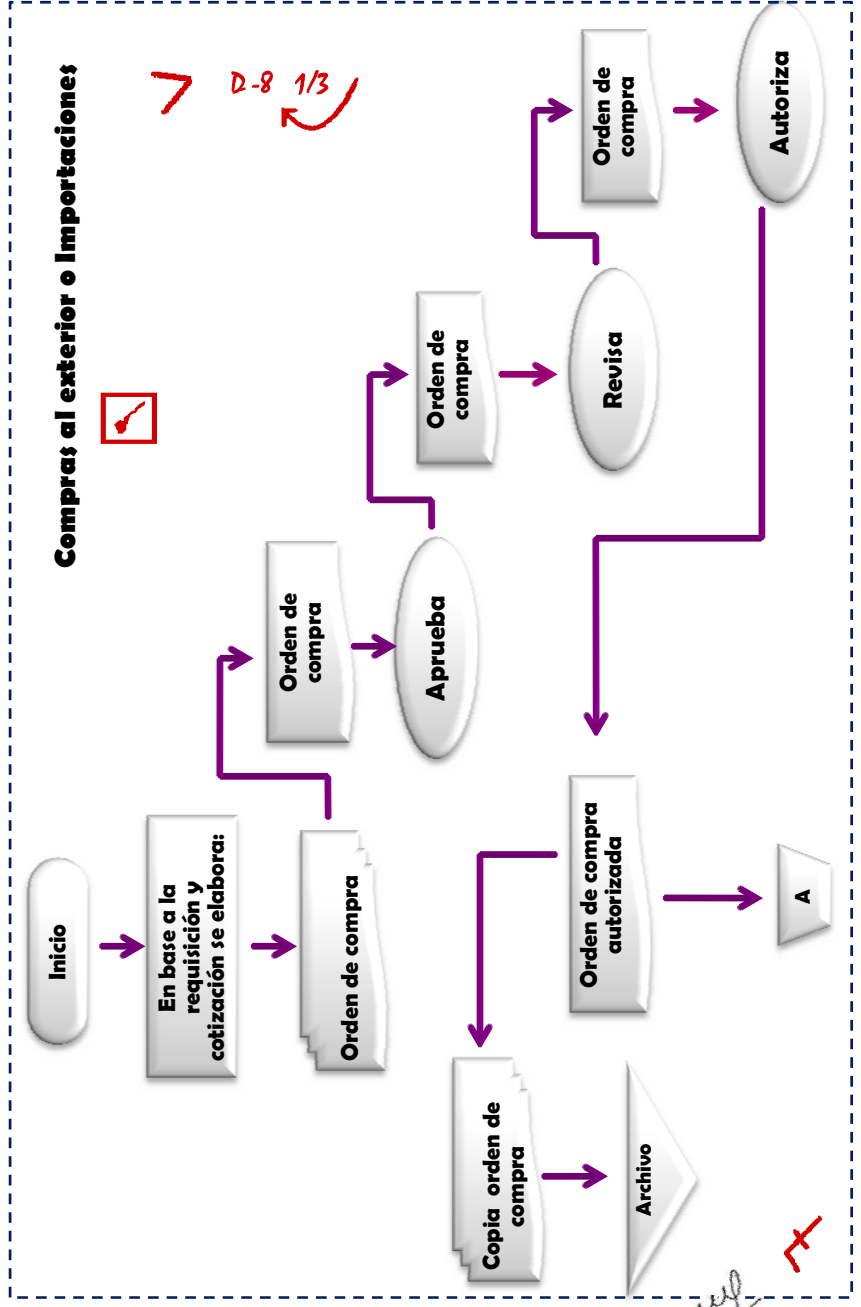 Compras al exterior o Importaciones
D-8 1/3
Inicio
En base a la
requisición y
cotización se elabora:
Orden de compra
Orden de
compra
Aprueba
Orden de
compra
Revisa
Orden de
compra
Autoriza
Orden de compra
autorizada
A
Copia orden de
compra
Archivo